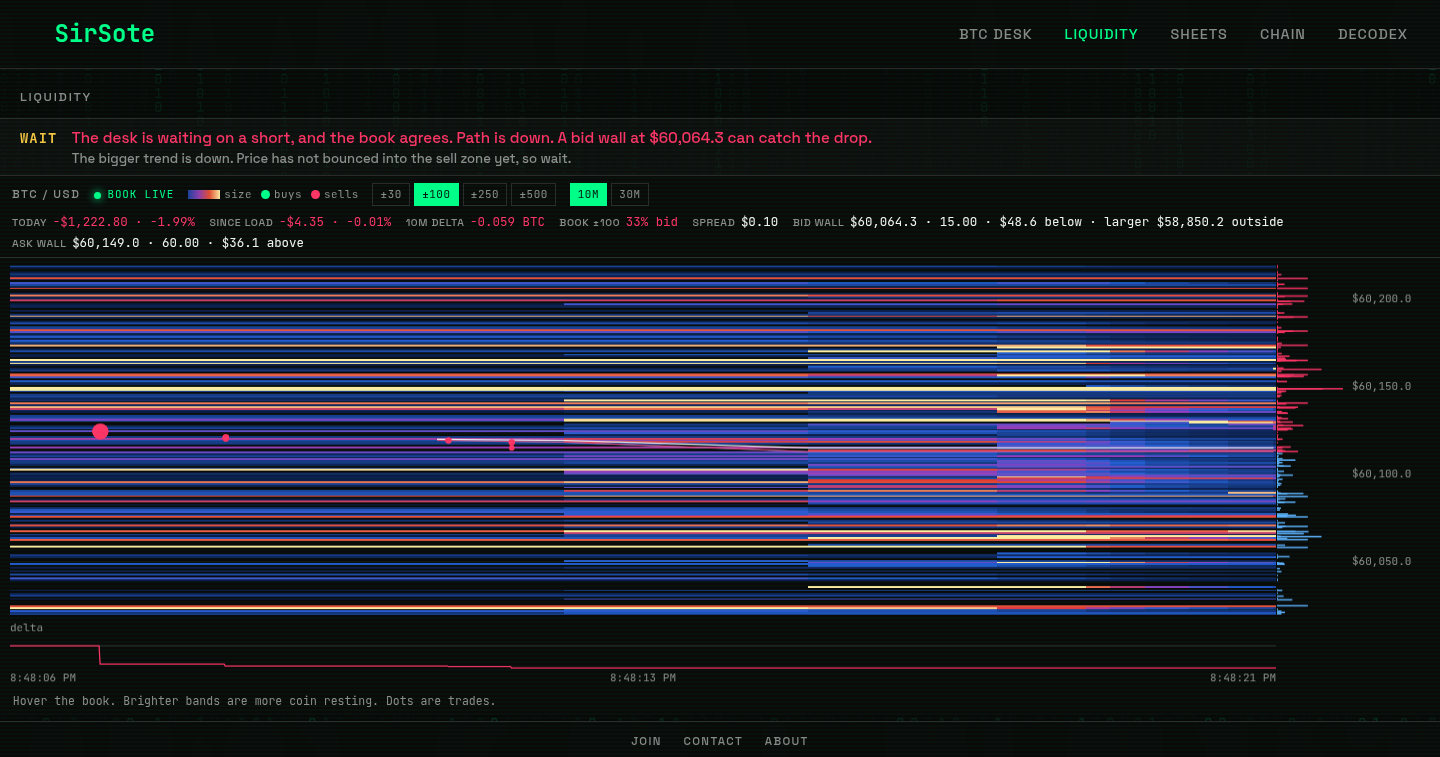 SirSote
BTC DESK LIQUIDITY SHEETS CHAIN DECODEX
LIQUIDITY
WAIT The desk is waiting on a short, and the book agrees. Path is down. A bid wall at $60,064.3 can catch the drop.
The bigger trend is down. Price has not bounced into the sell zone yet, so wait.
BTC / USD BOOK LIVE size buys sells ±30 ±100 ±250 ±500 10M 30M
TODAY -$1,222.80 · -1.99% SINCE LOAD -$4.35 · -0.01% 10M DELTA -0.059 BTC BOOK ±100 33% bid SPREAD $0.10 BID WALL $60,064.3 · 15.00 · $48.6 below · larger $58,850.2 outside
ASK WALL $60,149.0 · 60.00 · $36.1 above
$60,200.0
$60,150.0
$60,100.0
$60,050.0
delta
8:48:06 PM 8:48:13 PM 8:48:21 PM
Hover the book. Brighter bands are more coin resting. Dots are trades.
JOIN CONTACT ABOUT